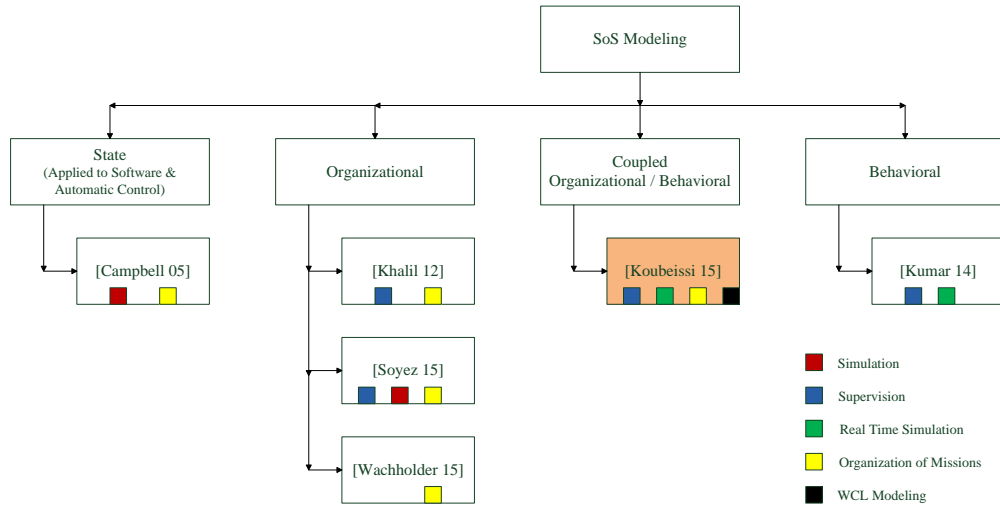 SoS Modeling
State
(Applied to Software &
Automatic Control)
Organizational
Coupled
Organizational / Behavioral
Behavioral
[Campbell 05]
[Khalil 12]
[Koubeissi 15]
[Kumar 14]
[Soyez 15]
[Wachholder 15]
Simulation
Supervision
Real Time Simulation
Organization of Missions
WCL Modeling